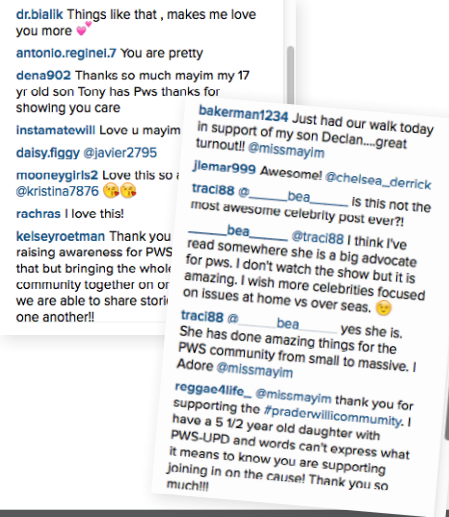 dr.bialik Things like that , makes me love
you more 💕
antonio.reginel.7 You are pretty
dena902 Thanks so much mayim my 17
yr old son Tony has Pws thanks for
showing you care
instamatewill Love u mayim
daisy.figgy @javier2795
mooneygirls2 Love this so
@kristina7876 😘😘
rachras I love this!
kelseyroetman Thank you
raising awareness for PWS
that but bringing the whole
community together on
we are able to share
one another!!
bakerman1234 Just had our walk today
in support of my son Declan....great
turnout!! @missmayim
jlemar999 Awesome! @chelsea_derrick
traci88 @______bea______ is this not the
most awesome celebrity post ever?!
______bea______ @traci88 I think I've
read somewhere she is a big advocate
for pws. I don't watch the show but it is
amazing. I wish more celebrities focused
on issues at home vs over seas. 😉
traci88 @______bea______ yes she is.
She has done amazing things for the
PWS community from small to massive. I
Adore @missmayim
reggae4life_ @missmayim thank you for
supporting the #praderwillicommumity. I
have a 5 1/2 year old daughter with
PWS-UPD and words can't express what
it means to know you are supporting
joining in on the cause! Thank you so
much!!!